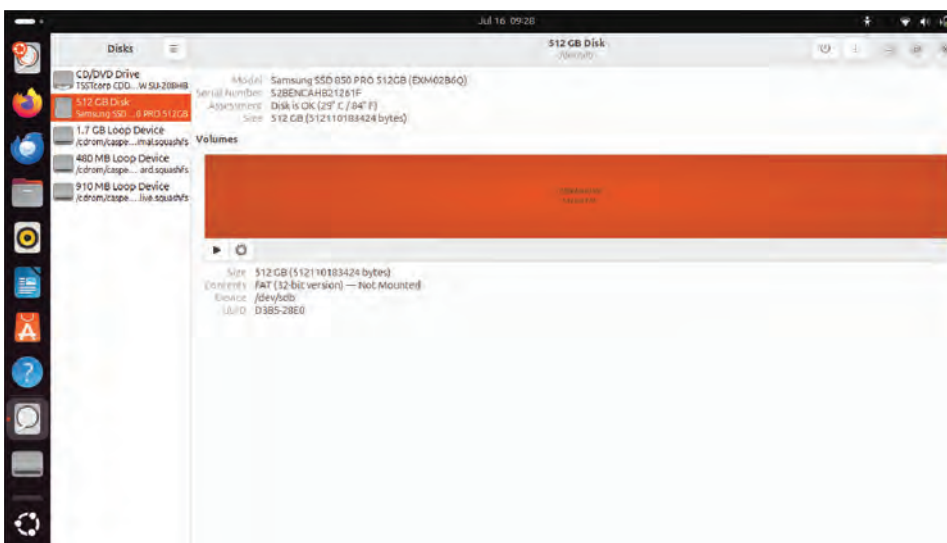 Jul 16 09:28
Disks
512 GB Disk
/dev/sdb
CD/DVD Drive
TSSTcorp CDD... W SU-208HB
512 GB Disk
Samsung SSD ...0 PRO 512GB
1.7 GB Loop Device
/cdrom/caspe...imal.squashfs
480 MB Loop Device
/cdrom/caspe... ard.squashfs
910 MB Loop Device
/cdrom/caspe... live.squashfs
Model Samsung SSD 850 PRO 512GB (EXM02B6Q)
Serial Number S2BENCAHB21261F
Assessment Disk is OK (29° C / 84° F)
Size 512 GB (512110183424 bytes)
Volumes
Size 512 GB (512110183424 bytes)
Contents FAT (32-bit version) — Not Mounted
Device /dev/sdb
UUID D3B5-28E0